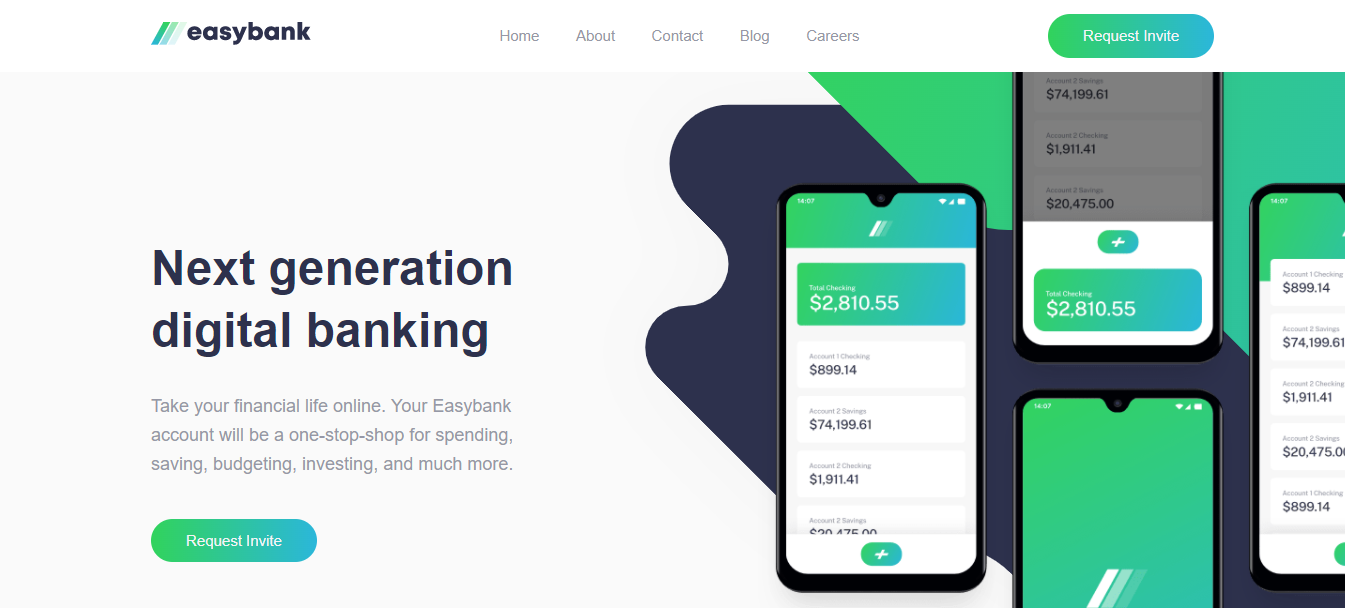 easybank
Home
About
Contact
Blog
Careers
Request Invite
Next generation
digital banking
Take your financial life online. Your Easybank
account will be a one-stop-shop for spending,
saving, budgeting, investing, and much more.
Request Invite
14:07
Total Checking
$2,810.55
Account 1 Checking
$899.14
Account 2 Savings
$74,199.61
Account 2 Checking
$1,911.41
Account 2 Savings
$20,475.00
Account 2 Savings
$74,199.61
Account 2 Checking
$1,911.41
Account 2 Savings
$20,475.00
Total Checking
$2,810.55
14:07
14:07
Account 1 Checking
$899.14
Account 2 Savings
$74,199.61
Account 2 Checking
$1,911.41
Account 2 Savings
$20,475.00
Account 1 Checking
$899.14